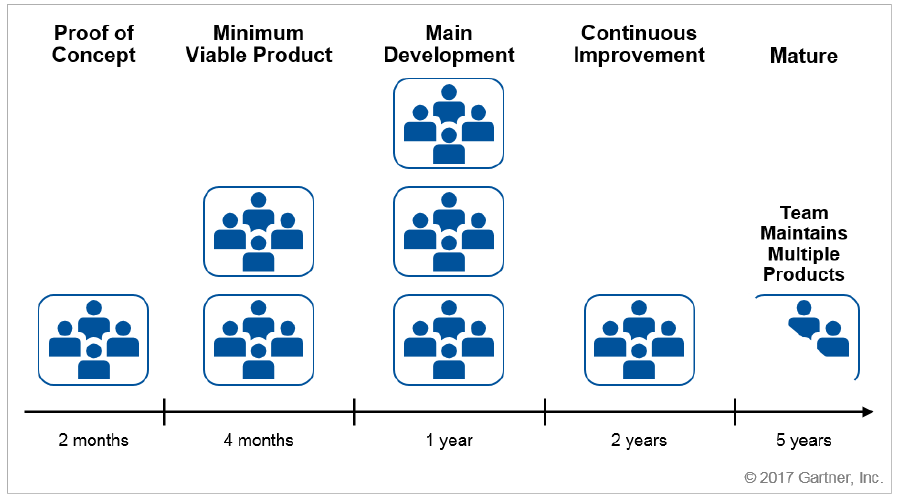 Proof of
Concept
Minimum
Viable Product
Main
Development
Continuous
Improvement
Mature
Team
Maintains
Multiple
Products
2 months
4 months
1 year
2 years
5 years
© 2017 Gartner, Inc.